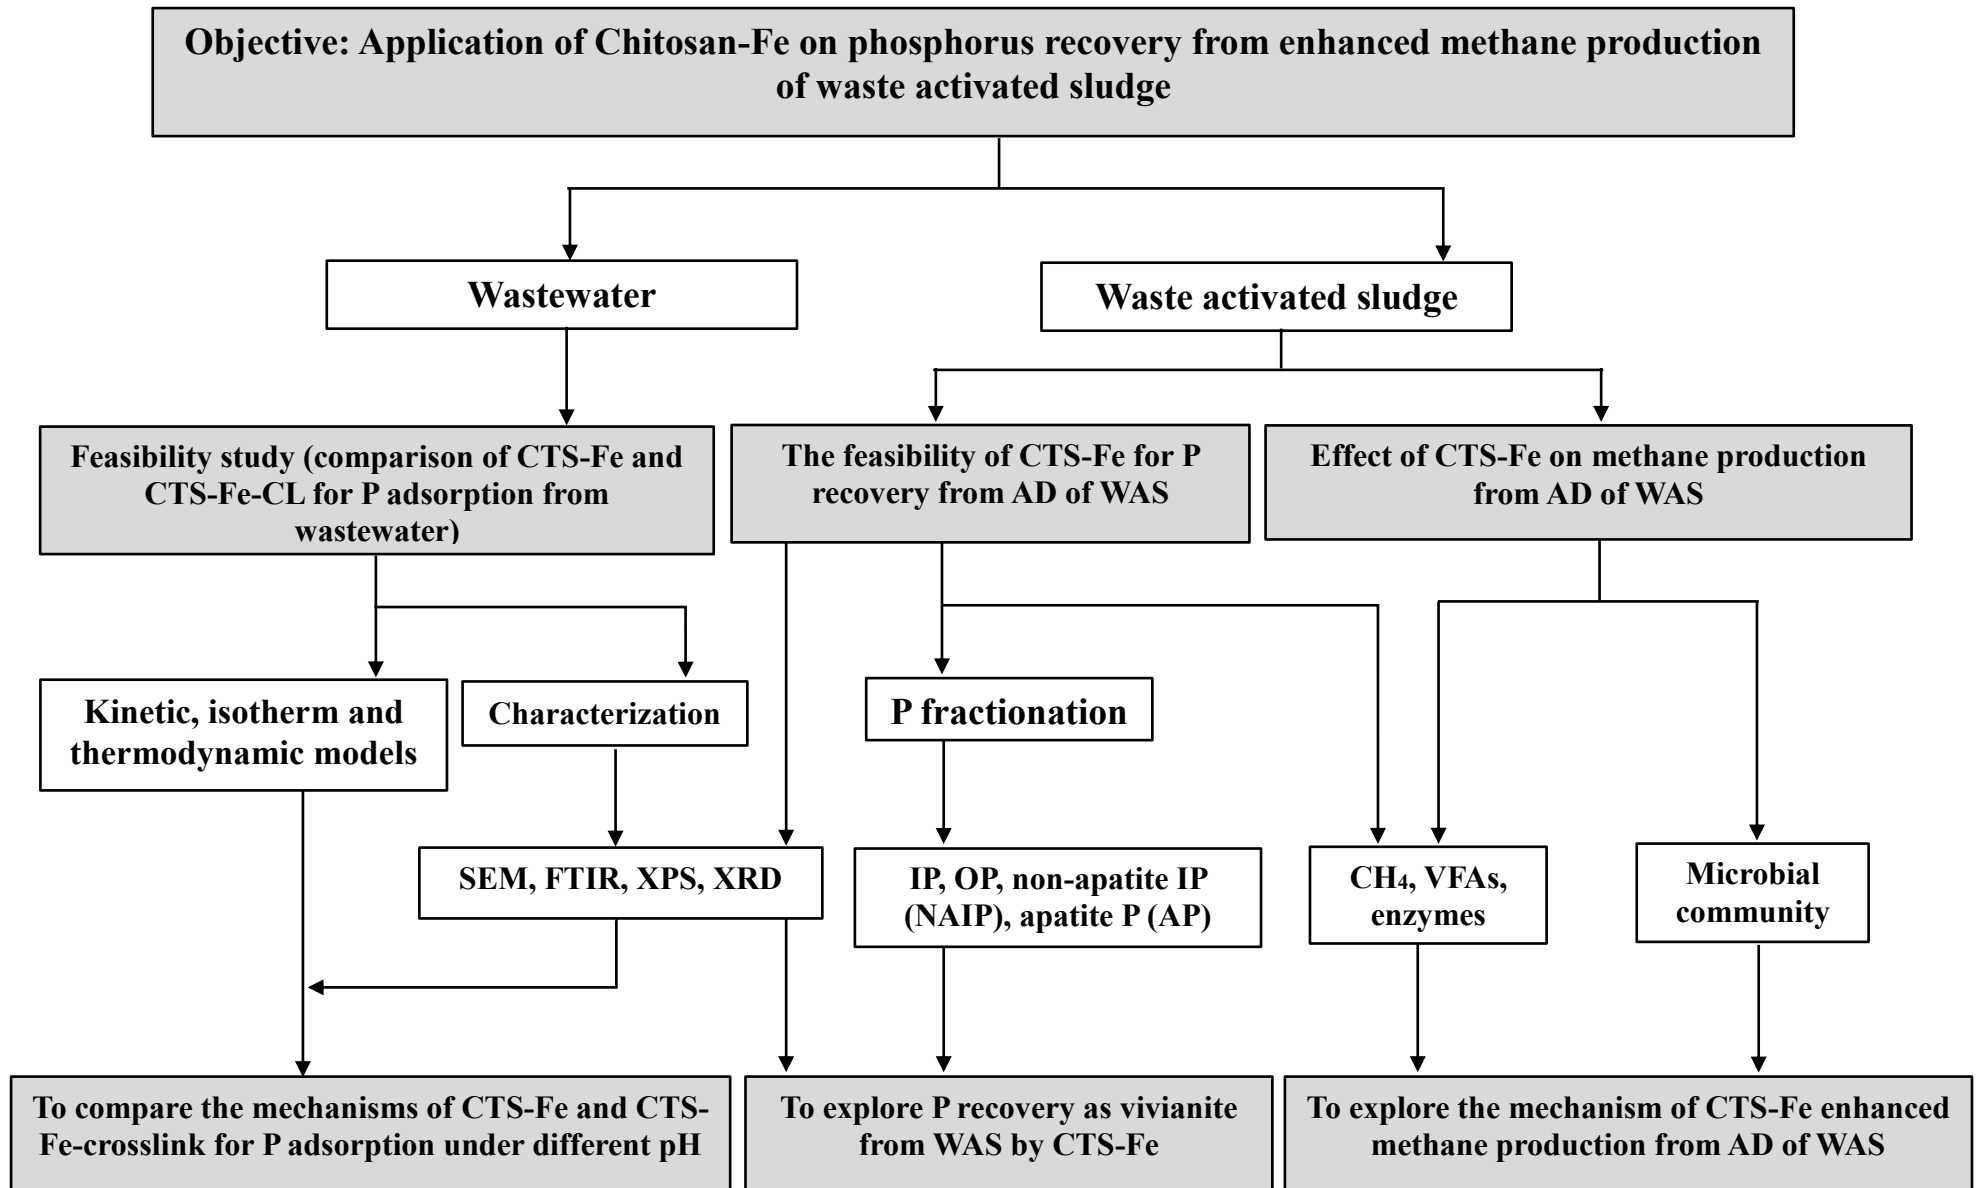 Objective: Application of Chitosan-Fe on phosphorus recovery from enhanced methane production
of waste activated sludge
Wastewater
Waste activated sludge
Feasibility study (comparison of CTS-Fe and
CTS-Fe-CL for P adsorption from
wastewater)
The feasibility of CTS-Fe for P
recovery from AD of WAS
Effect of CTS-Fe on methane production
from AD of WAS
Kinetic, isotherm and
thermodynamic models
Characterization
P fractionation
SEM, FTIR, XPS, XRD
IP, OP, non-apatite IP
(NAIP), apatite P (AP)
CH₄, VFAs,
enzymes
Microbial
community
To compare the mechanisms of CTS-Fe and CTS-
Fe-crosslink for P adsorption under different pH
To explore P recovery as vivianite
from WAS by CTS-Fe
To explore the mechanism of CTS-Fe enhanced
methane production from AD of WAS